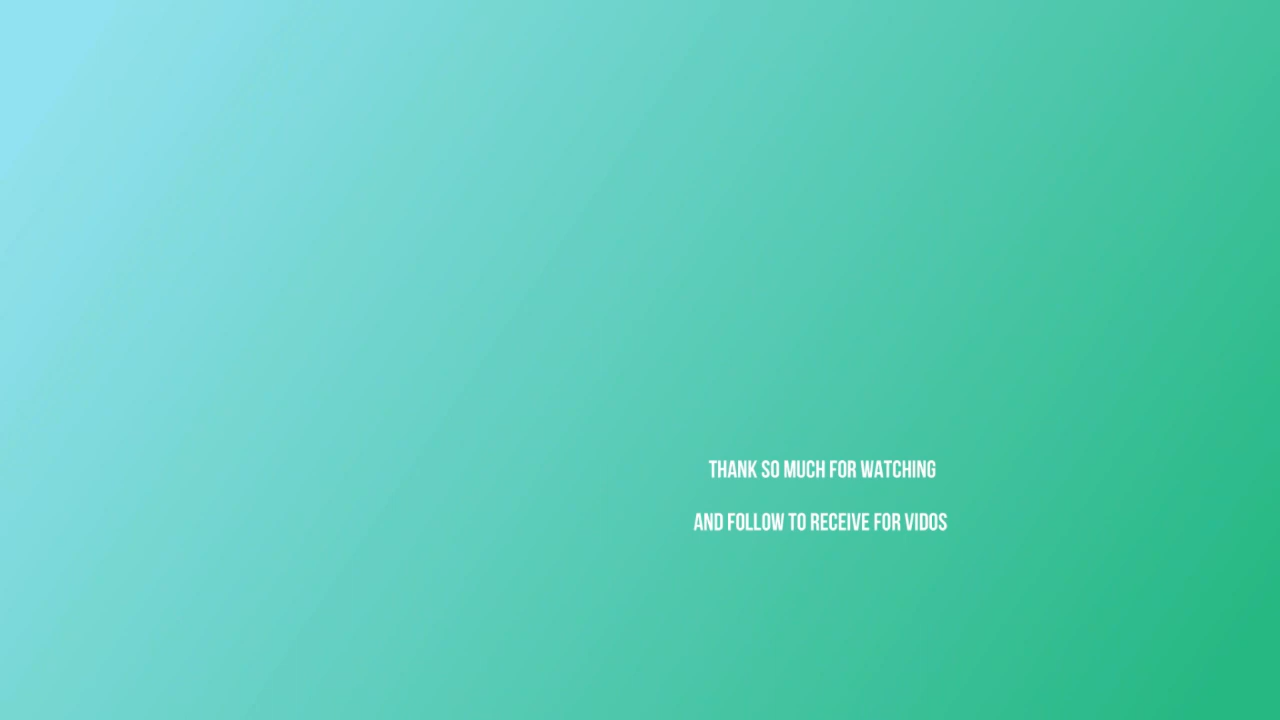 THANK SO MUCH FOR WATCHING
AND FOLLOW TO RECEIVE FOR VIDOS